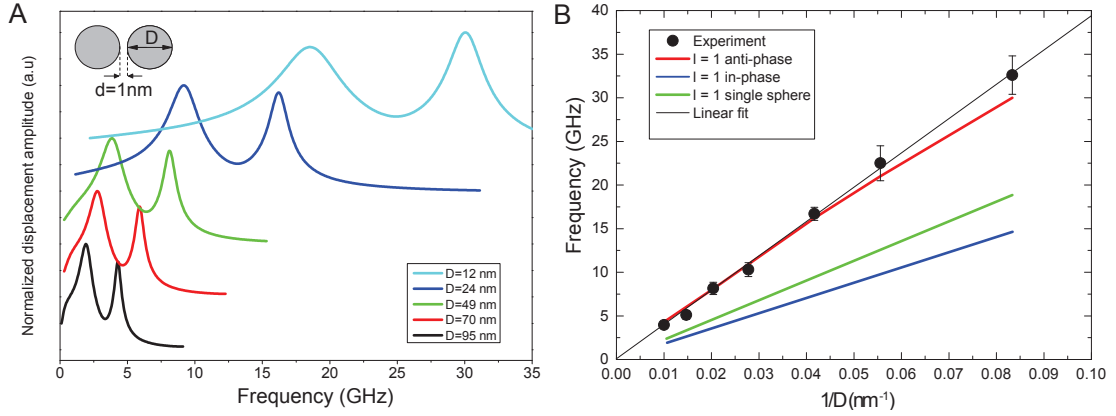 A
D
d=1nm
Normalized displacement amplitude (a.u)
D=12 nm
D=24 nm
D=49 nm
D=70 nm
D=95 nm
0 5 10 15 20 25 30 35
Frequency (GHz)
B
Experiment
l = 1 anti-phase
l = 1 in-phase
l = 1 single sphere
Linear fit
Frequency (GHz)
40
35
30
25
20
15
10
5
0
0.00 0.01 0.02 0.03 0.04 0.05 0.06 0.07 0.08 0.09 0.10
1/D(nm⁻¹)